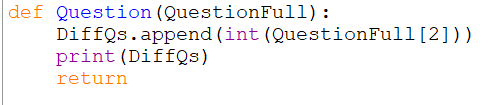 def Question(QuestionFull):
    DiffQs.append(int(QuestionFull[2]))
    print(DiffQs)
    return